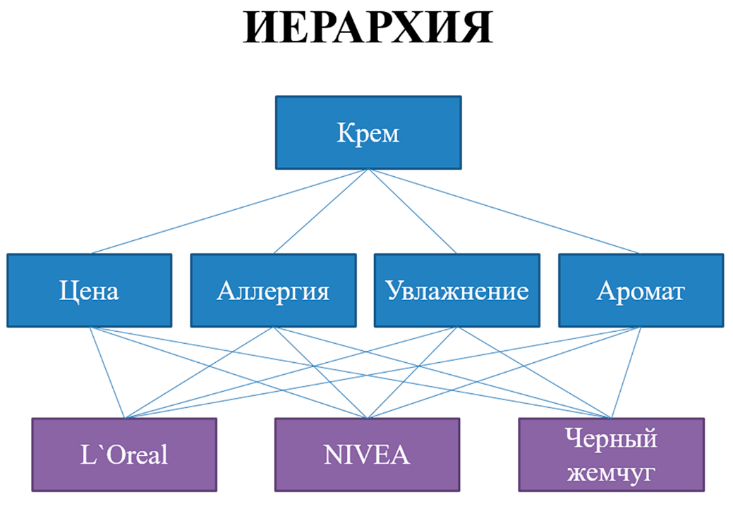 ИЕРАРХИЯ
Крем
Цена
Аллергия
Увлажнение
Аромат
L`Oreal
NIVEA
Черный
жемчуг